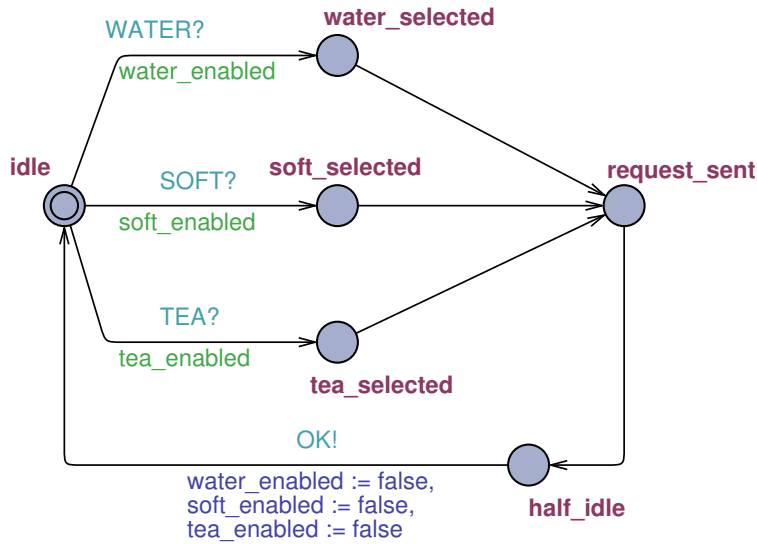 water_selected
WATER?
water_enabled
idle
SOFT?
soft_selected
request_sent
soft_enabled
TEA?
tea_enabled
tea_selected
OK!
water_enabled := false,
soft_enabled := false,
tea_enabled := false
half_idle